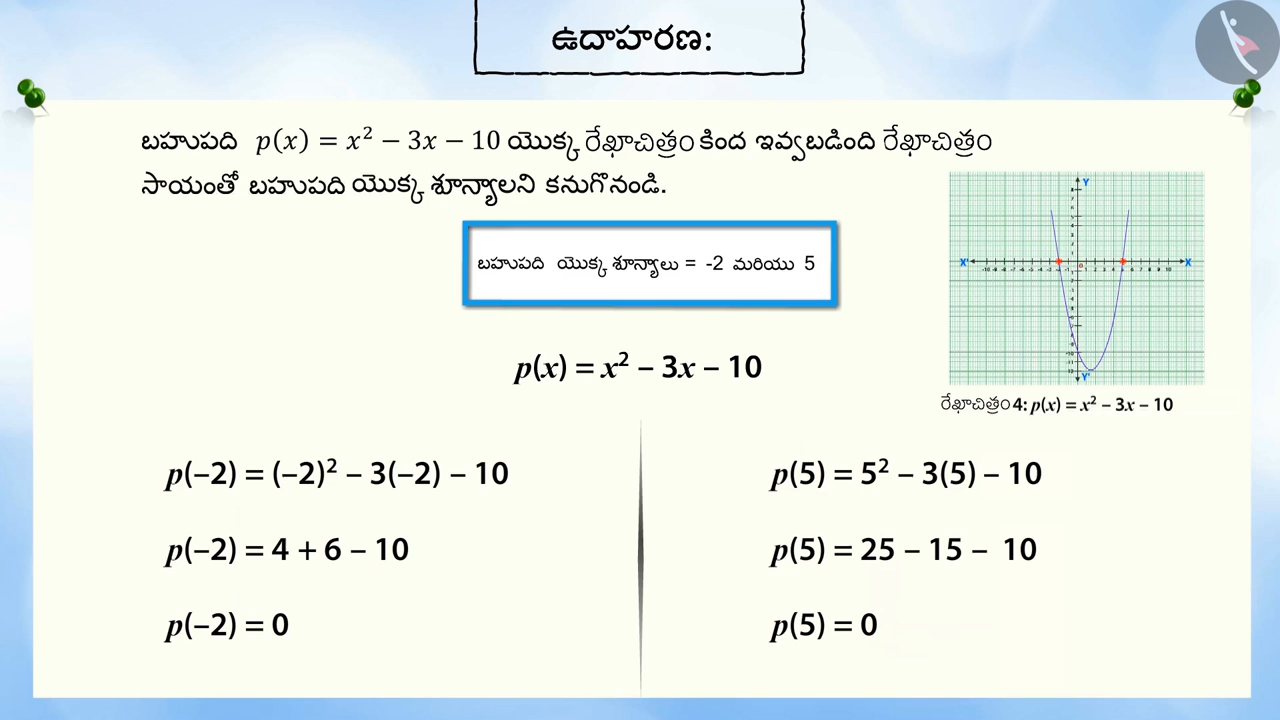 ఉదాహరణ:
బహుపది p(x) = x² − 3x − 10 యొక్క రేఖాచిత్రం కింద ఇవ్వబడింది రేఖాచిత్రం
సాయంతో బహుపది యొక్క శూన్యాలని కనుగొనండి.
బహుపది యొక్క శూన్యాలు = -2 మరియు 5
p(x) = x² – 3x – 10
Y
X' X
Y'
రేఖాచిత్రం 4: p(x) = x² – 3x – 10
p(–2) = (–2)² – 3(–2) – 10
p(–2) = 4 + 6 – 10
p(–2) = 0
p(5) = 5² – 3(5) – 10
p(5) = 25 – 15 – 10
p(5) = 0